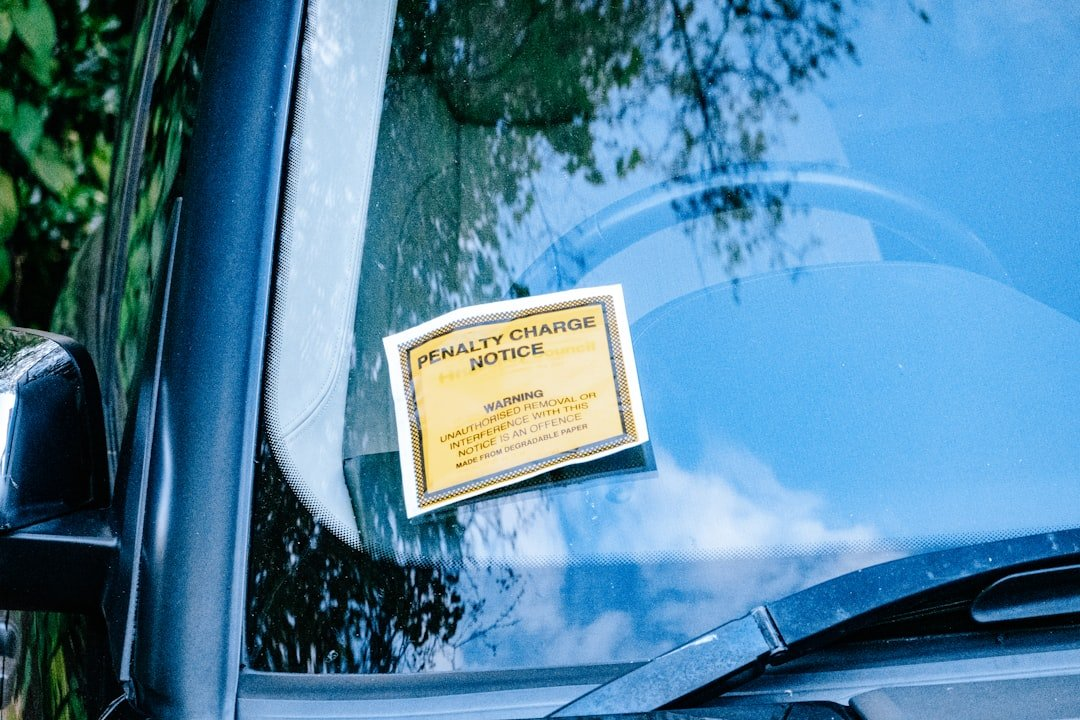 PENALTY CHARGE
NOTICE
WARNING
UNAUTHORISED REMOVAL OR
INTERFERENCE WITH THIS
NOTICE IS AN OFFENCE
MADE FROM DEGRADABLE PAPER